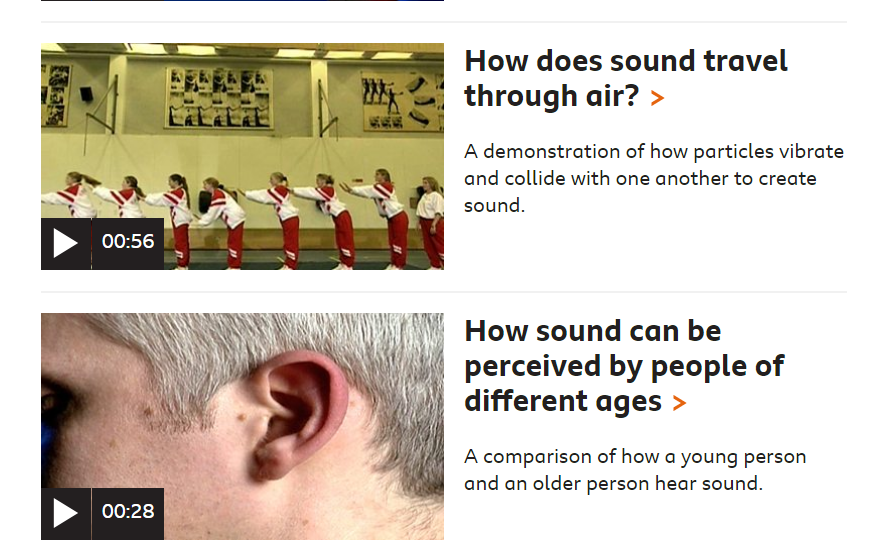 How does sound travel
through air? >
A demonstration of how particles vibrate
and collide with one another to create
sound.
00:56
How sound can be
perceived by people of
different ages >
A comparison of how a young person
and an older person hear sound.
00:28